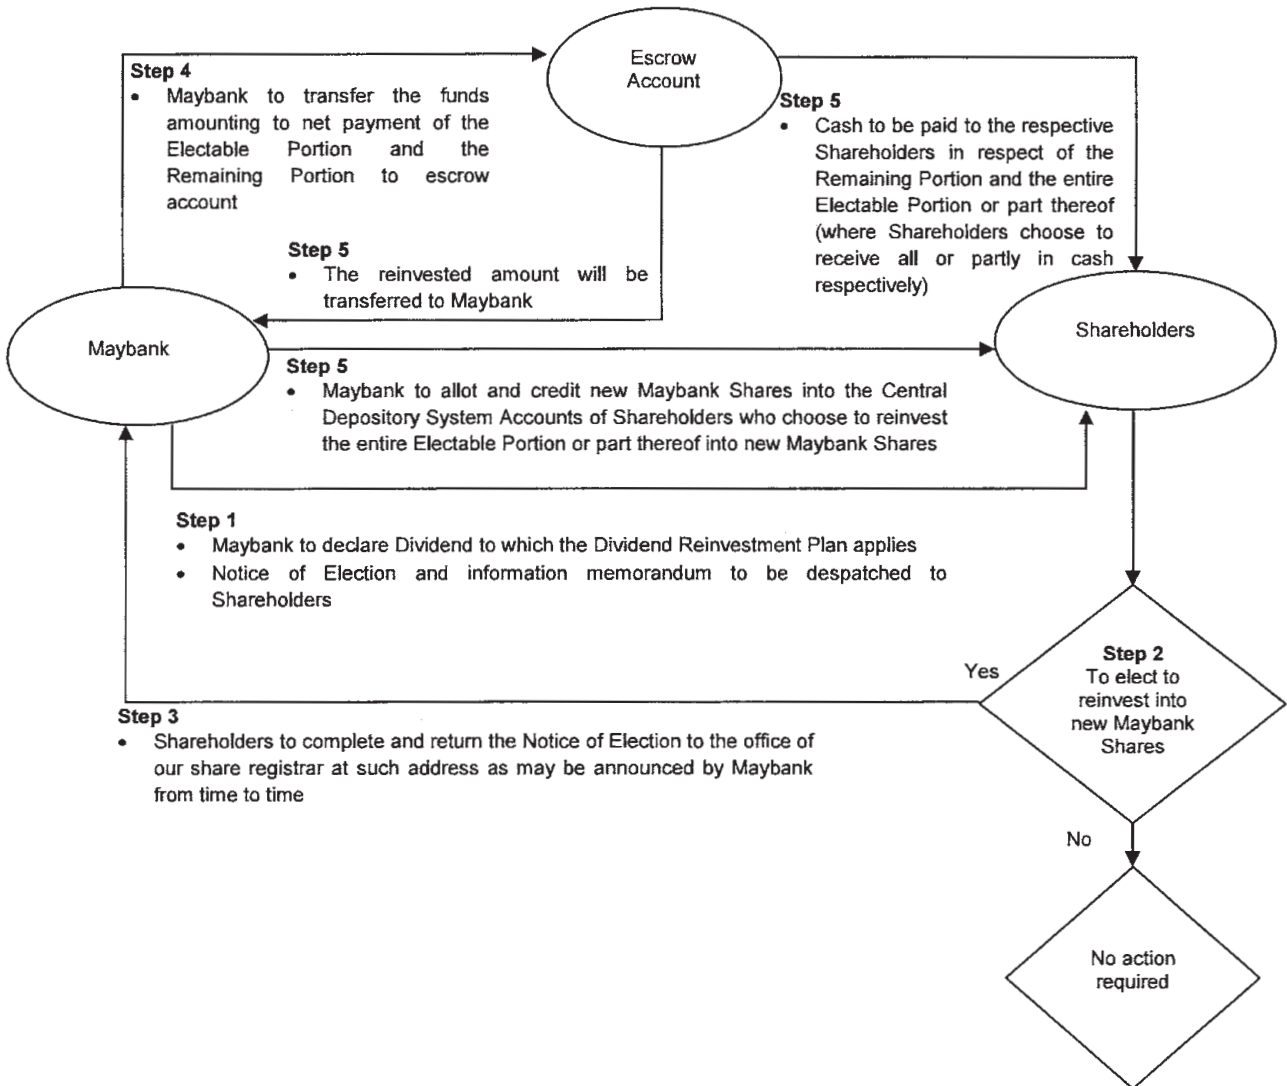 Escrow
Account
Step 4
• Maybank to transfer the funds
amounting to net payment of the
Electable Portion and the
Remaining Portion to escrow
account
Step 5
• Cash to be paid to the respective
Shareholders in respect of the
Remaining Portion and the entire
Electable Portion or part thereof
(where Shareholders choose to
receive all or partly in cash
respectively)
Step 5
• The reinvested amount will be
transferred to Maybank
Maybank
Shareholders
Step 5
• Maybank to allot and credit new Maybank Shares into the Central
Depository System Accounts of Shareholders who choose to reinvest
the entire Electable Portion or part thereof into new Maybank Shares
Step 1
• Maybank to declare Dividend to which the Dividend Reinvestment Plan applies
• Notice of Election and information memorandum to be despatched to
Shareholders
Step 2
To elect to
reinvest into
new Maybank
Shares
Yes
Step 3
• Shareholders to complete and return the Notice of Election to the office of
our share registrar at such address as may be announced by Maybank
from time to time
No
No action
required